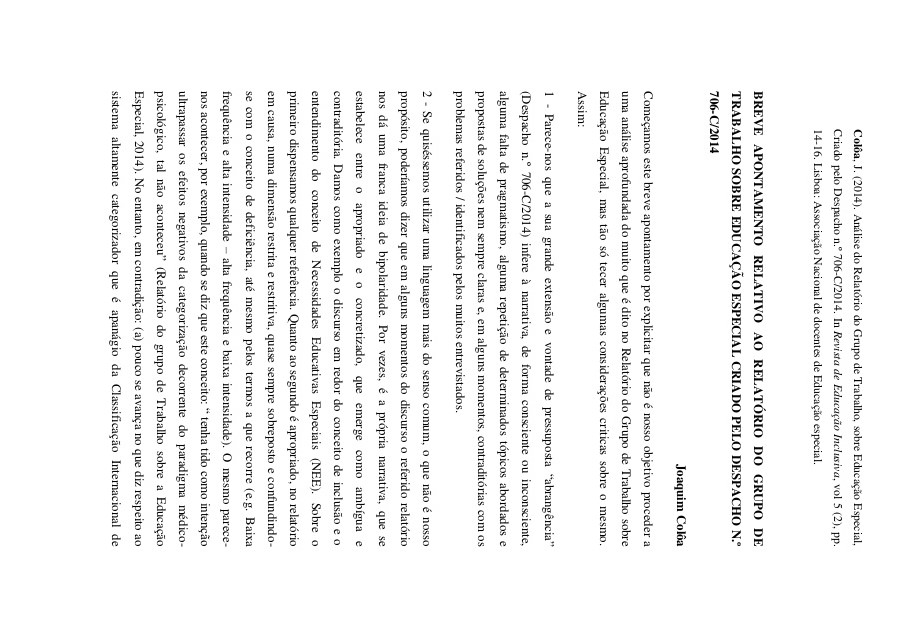 Colôa, J. (2014). Análise do Relatório do Grupo de Trabalho, sobre Educação Especial,
Criado pelo Despacho n.º 706-C/2014. In Revista de Educação Inclusiva, vol 5 (2), pp.
14-16. Lisboa: Associação Nacional de docentes de Educação especial.
BREVE APONTAMENTO RELATIVO AO RELATÓRIO DO GRUPO DE
TRABALHO SOBRE EDUCAÇÃO ESPECIAL CRIADO PELO DESPACHO N.º
706-C/2014
Joaquim Colôa
Começamos este breve apontamento por explicitar que não é nosso objetivo proceder a
uma análise aprofundada do muito que é dito no Relatório do Grupo de Trabalho sobre
Educação Especial, mas tão só tecer algumas considerações criticas sobre o mesmo.
Assim:
1 - Parece-nos que a sua grande extensão e vontade de pressuposta “abrangência”
(Despacho n.º 706-C/2014) infere à narrativa, de forma consciente ou inconsciente,
alguma falta de pragmatismo, alguma repetição de determinados tópicos abordados e
propostas de soluções nem sempre claras e, em alguns momentos, contraditórias com os
problemas referidos / identificados pelos muitos entrevistados.
2 - Se quiséssemos utilizar uma linguagem mais do senso comum, o que não é nosso
propósito, poderíamos dizer que em alguns momentos do discurso o referido relatório
nos dá uma franca ideia de bipolaridade. Por vezes, é a própria narrativa, que se
estabelece entre o apropriado e o concretizado, que emerge como ambígua e
contraditória. Damos como exemplo o discurso em redor do conceito de inclusão e o
entendimento do conceito de Necessidades Educativas Especiais (NEE). Sobre o
primeiro dispensamos qualquer referência. Quanto ao segundo é apropriado, no relatório
em causa, numa dimensão restrita e restritiva, quase sempre sobreposto e confundindo-
se com o conceito de deficiência, até mesmo pelos termos a que recorre (e.g. Baixa
frequência e alta intensidade – alta frequência e baixa intensidade). O mesmo parece-
nos acontecer, por exemplo, quando se diz que este conceito: “ tenha tido como intenção
ultrapassar os efeitos negativos da categorização decorrente do paradigma médico-
psicológico, tal não aconteceu” (Relatório do grupo de Trabalho sobre a Educação
Especial, 2014). No entanto, em contradição: (a) pouco se avança no que diz respeito ao
sistema altamente categorizador que é apanágio da Classificação Internacional de